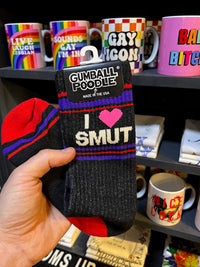 LIVE
LAUGH
LESBIAN
SOUNDS
GAY
I'M IN
GAY
ICON
BAD
BITCH
GUMBALL
POODLE
MADE IN THE USA
I
SMUT